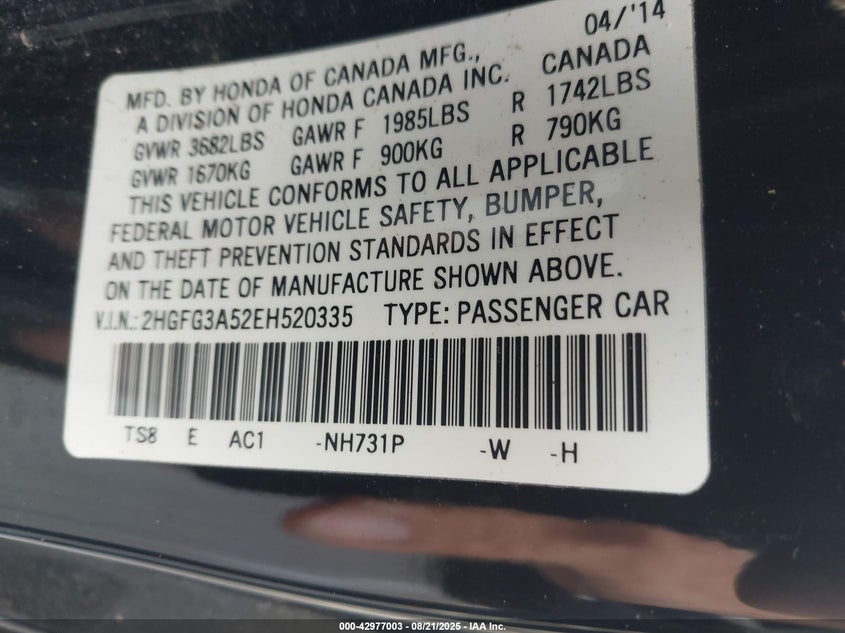 04/'14
MFD. BY HONDA OF CANADA MFG.,
A DIVISION OF HONDA CANADA INC. CANADA
GVWR 3682LBS GAWR F 1985LBS R 1742LBS
GVWR 1670KG GAWR F 900KG R 790KG
THIS VEHICLE CONFORMS TO ALL APPLICABLE
FEDERAL MOTOR VEHICLE SAFETY, BUMPER,
AND THEFT PREVENTION STANDARDS IN EFFECT
ON THE DATE OF MANUFACTURE SHOWN ABOVE.
V.I.N.: 2HGFG3A52EH520335 TYPE: PASSENGER CAR
TS8 E AC1 -NH731P -W -H
000-42977003 | 08/21/2025 | IAA Inc.